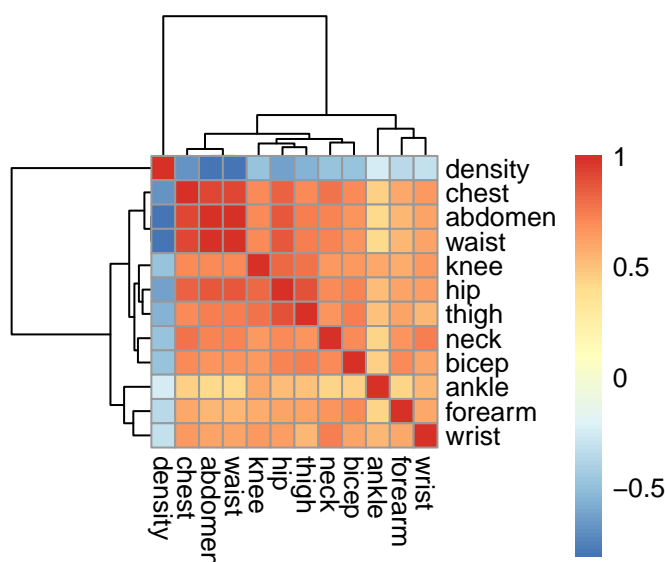 density
chest
abdomen
waist
knee
hip
thigh
neck
bicep
ankle
forearm
wrist
density
chest
abdomen
waist
knee
hip
thigh
neck
bicep
ankle
forearm
wrist
1
0.5
0
−0.5